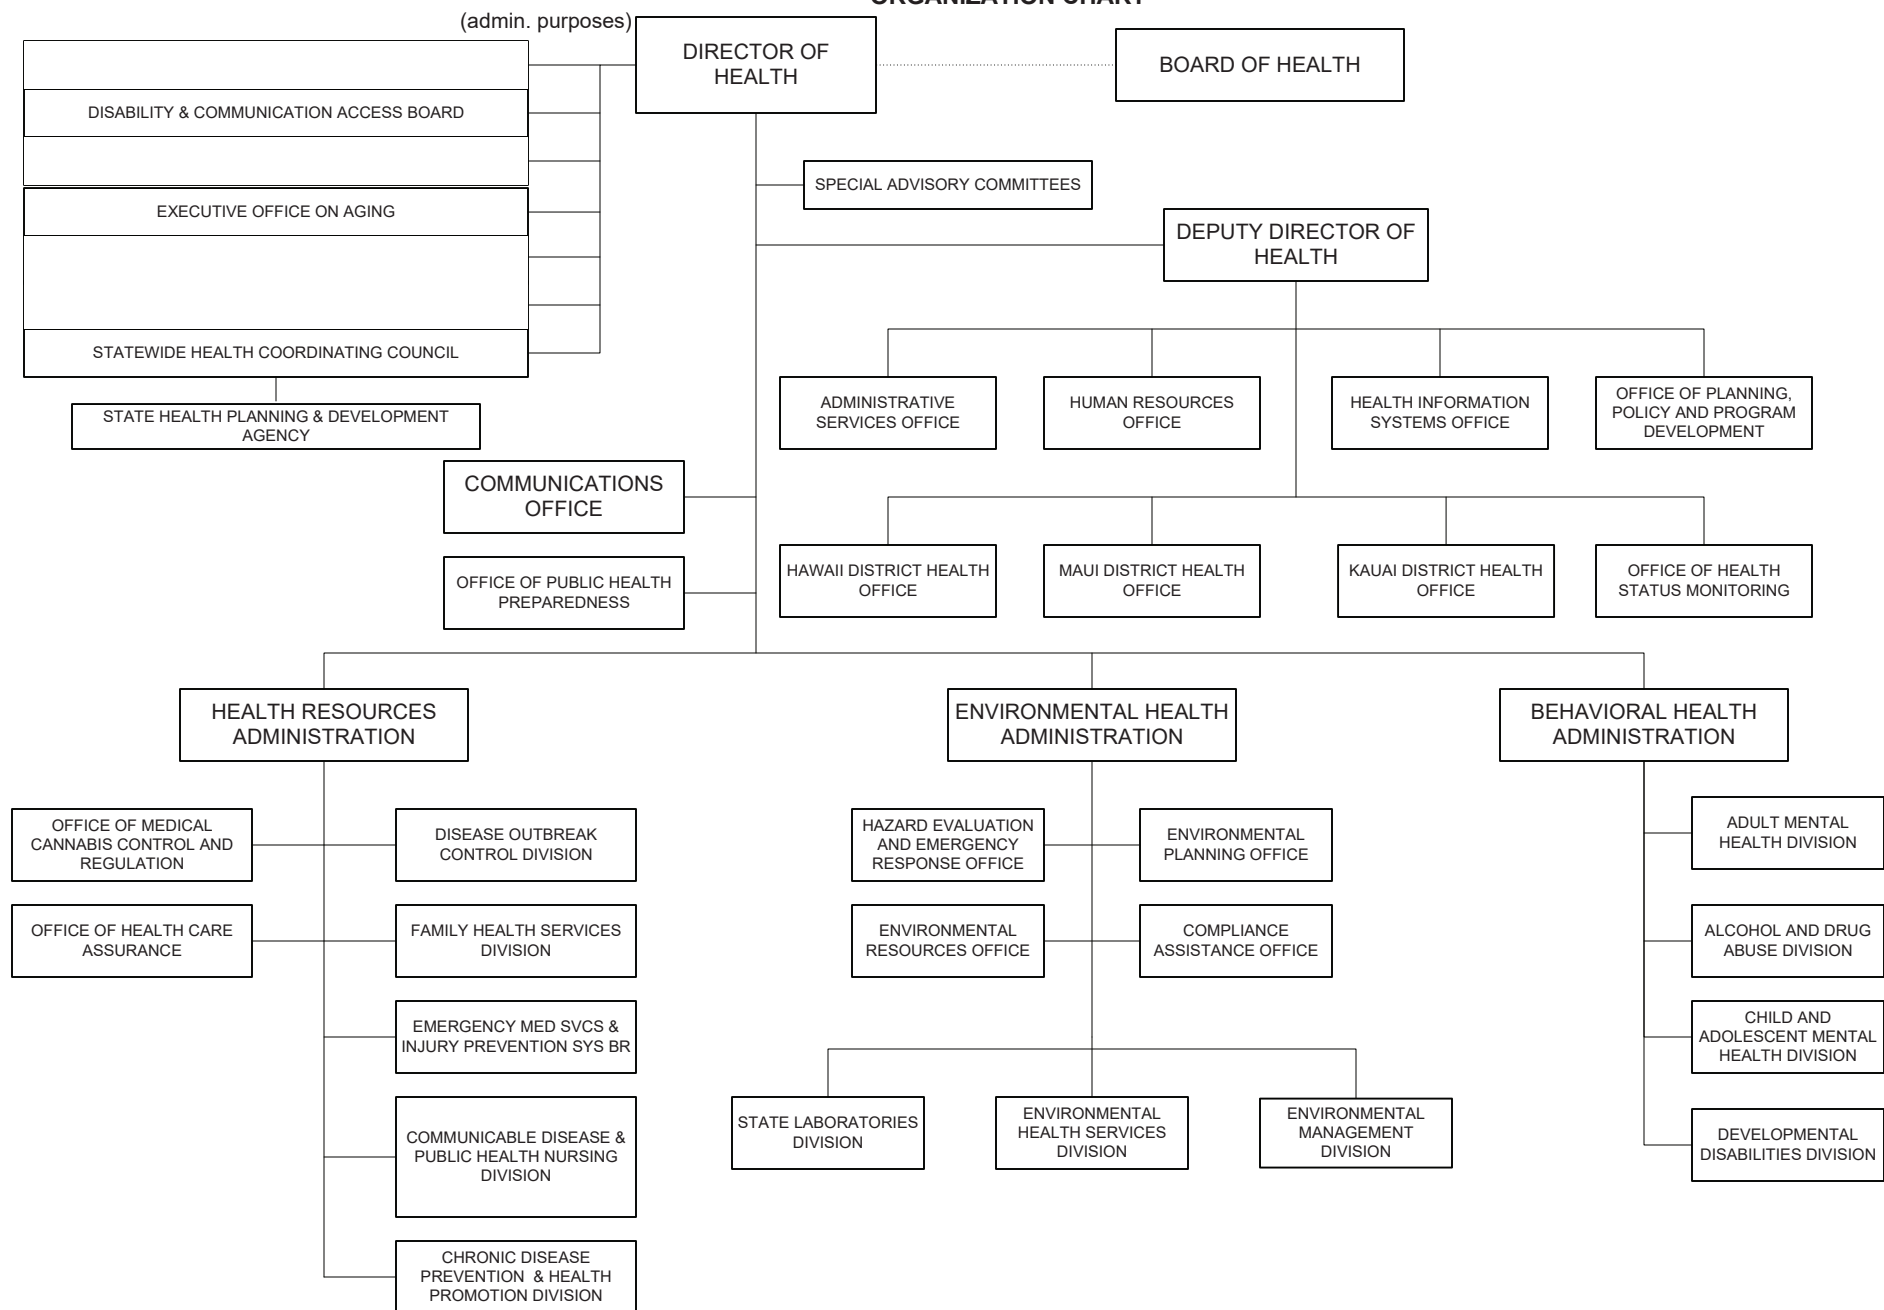 ORGANIZATION CHART
(admin. purposes)
DIRECTOR OF
HEALTH
BOARD OF HEALTH
DISABILITY & COMMUNICATION ACCESS BOARD
SPECIAL ADVISORY COMMITTEES
EXECUTIVE OFFICE ON AGING
DEPUTY DIRECTOR OF
HEALTH
STATEWIDE HEALTH COORDINATING COUNCIL
STATE HEALTH PLANNING & DEVELOPMENT
AGENCY
ADMINISTRATIVE
SERVICES OFFICE
HUMAN RESOURCES
OFFICE
HEALTH INFORMATION
SYSTEMS OFFICE
OFFICE OF PLANNING,
POLICY AND PROGRAM
DEVELOPMENT
COMMUNICATIONS
OFFICE
HAWAII DISTRICT HEALTH
OFFICE
MAUI DISTRICT HEALTH
OFFICE
KAUAI DISTRICT HEALTH
OFFICE
OFFICE OF HEALTH
STATUS MONITORING
OFFICE OF PUBLIC HEALTH
PREPAREDNESS
HEALTH RESOURCES
ADMINISTRATION
ENVIRONMENTAL HEALTH
ADMINISTRATION
BEHAVIORAL HEALTH
ADMINISTRATION
OFFICE OF MEDICAL
CANNABIS CONTROL AND
REGULATION
DISEASE OUTBREAK
CONTROL DIVISION
OFFICE OF HEALTH CARE
ASSURANCE
FAMILY HEALTH SERVICES
DIVISION
EMERGENCY MED SVCS &
INJURY PREVENTION SYS BR
COMMUNICABLE DISEASE &
PUBLIC HEALTH NURSING
DIVISION
CHRONIC DISEASE
PREVENTION & HEALTH
PROMOTION DIVISION
HAZARD EVALUATION
AND EMERGENCY
RESPONSE OFFICE
ENVIRONMENTAL
PLANNING OFFICE
ENVIRONMENTAL
RESOURCES OFFICE
COMPLIANCE
ASSISTANCE OFFICE
STATE LABORATORIES
DIVISION
ENVIRONMENTAL
HEALTH SERVICES
DIVISION
ENVIRONMENTAL
MANAGEMENT
DIVISION
ADULT MENTAL
HEALTH DIVISION
ALCOHOL AND DRUG
ABUSE DIVISION
CHILD AND
ADOLESCENT MENTAL
HEALTH DIVISION
DEVELOPMENTAL
DISABILITIES DIVISION